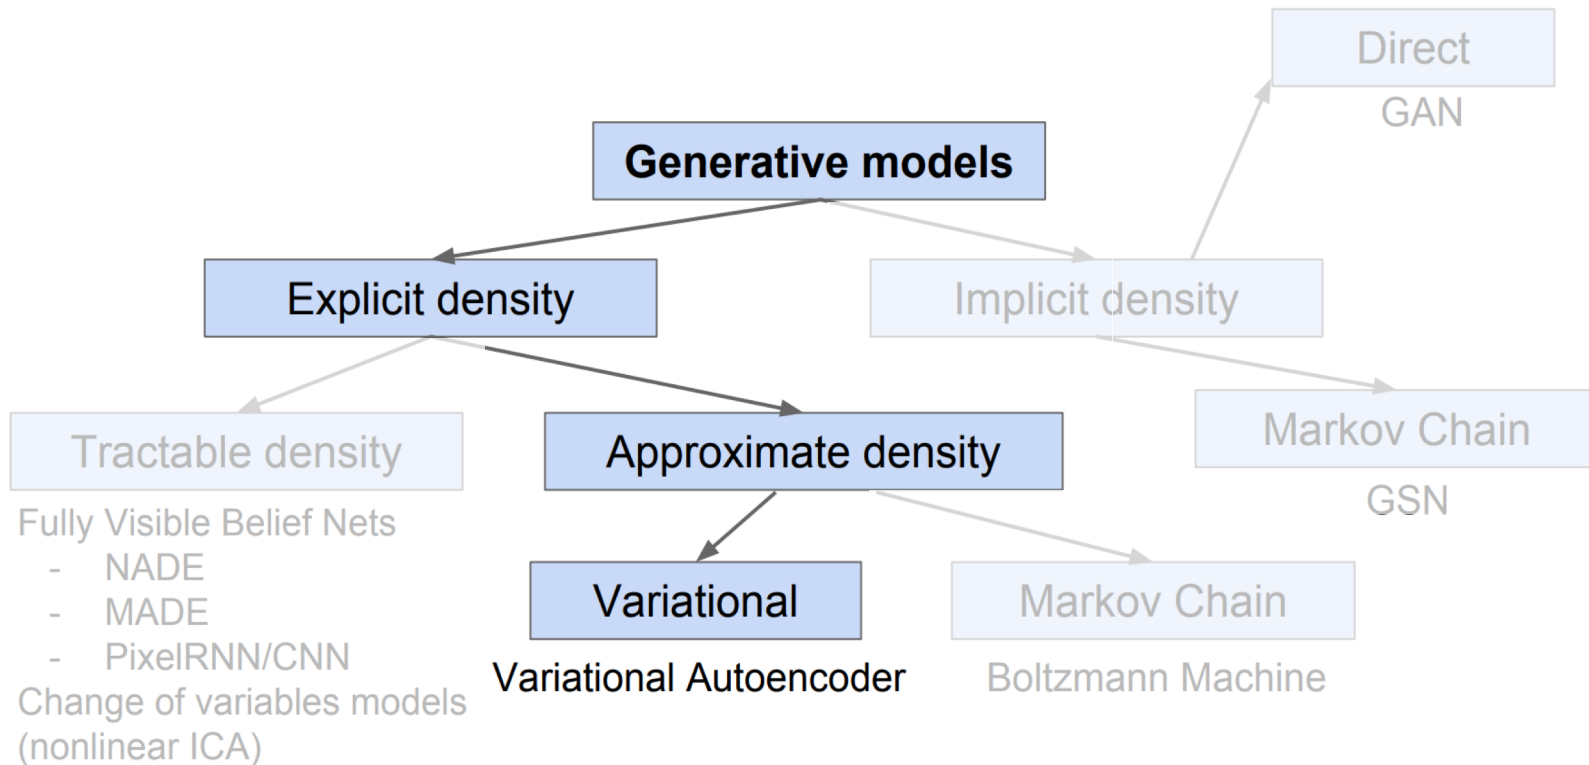 Direct
GAN
Generative models
Explicit density
Implicit density
Tractable density
Approximate density
Markov Chain
GSN
Fully Visible Belief Nets
- NADE
- MADE
- PixelRNN/CNN
Change of variables models
(nonlinear ICA)
Variational
Variational Autoencoder
Markov Chain
Boltzmann Machine